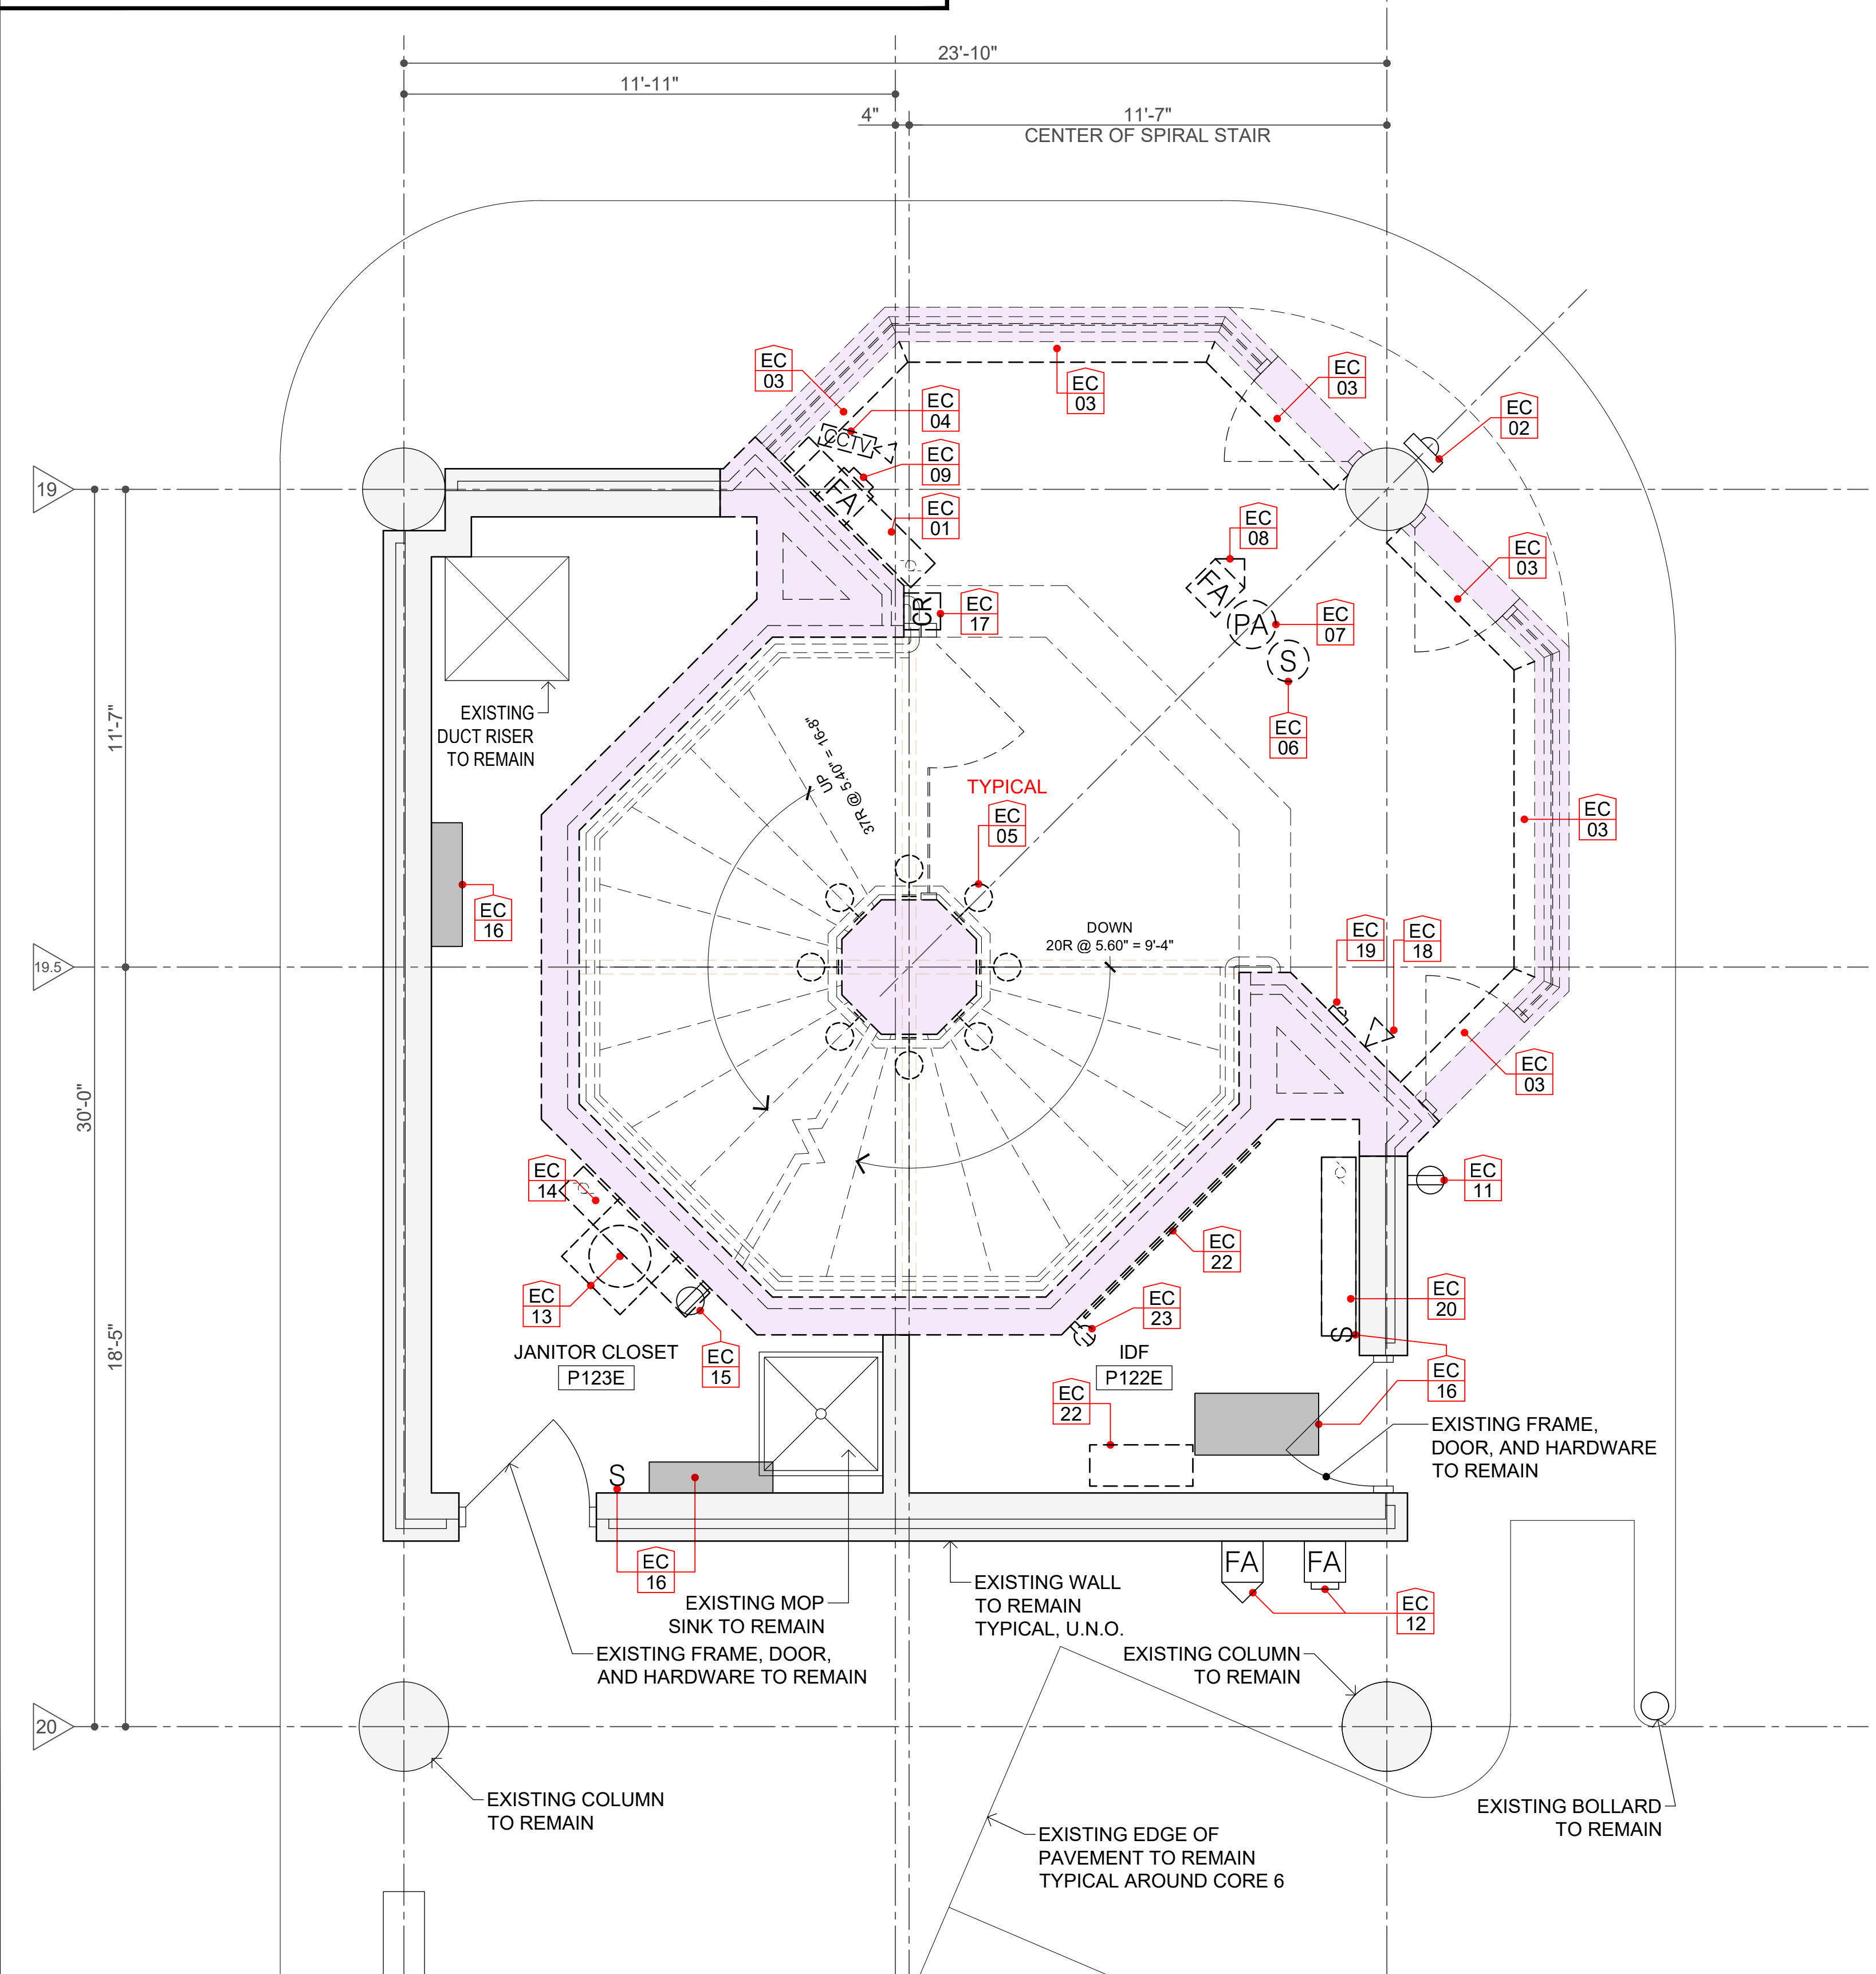 23'-10"
11'-11"
4"
11'-7"
CENTER OF SPIRAL STAIR
EC
03
EC
03
EC
03
EC
04
EC
02
EC
09
19
FA
EC
01
CCTV
EC
08
EC
03
FA
EC
17
CR
PA
EC
07
S
EC
06
EXISTING
DUCT RISER
TO REMAIN
11'-7"
UP
37R @ 5.40" = 16'-8"
TYPICAL
EC
05
EC
03
EC
16
DOWN
20R @ 5.60" = 9'-4"
EC
19
EC
18
19.5
EC
03
30'-0"
EC
14
EC
11
EC
22
EC
13
EC
23
EC
20
18'-5"
S
JANITOR CLOSET
P123E
EC
15
IDF
P122E
EC
16
EC
22
EXISTING FRAME,
DOOR, AND HARDWARE
TO REMAIN
S
EC
16
FA
FA
EXISTING MOP
SINK TO REMAIN
EXISTING WALL
TO REMAIN
TYPICAL, U.N.O.
EC
12
EXISTING FRAME, DOOR,
AND HARDWARE TO REMAIN
EXISTING COLUMN
TO REMAIN
20
EXISTING COLUMN
TO REMAIN
EXISTING BOLLARD
TO REMAIN
EXISTING EDGE OF
PAVEMENT TO REMAIN
TYPICAL AROUND CORE 6